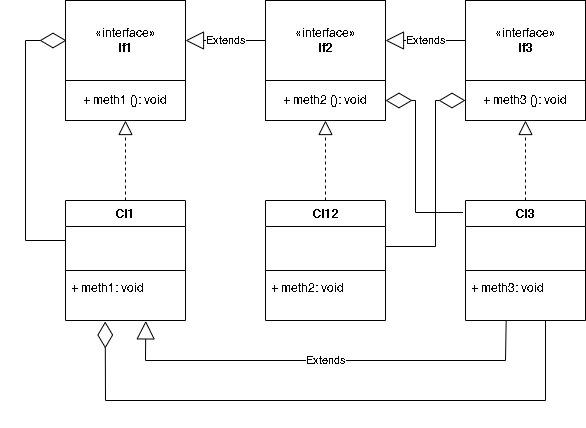 «interface»
If1
+ meth1 (): void
Extends
«interface»
If2
+ meth2 (): void
Extends
«interface»
If3
+ meth3 (): void
Cl1
+ meth1: void
Cl12
+ meth2: void
Cl3
+ meth3: void
Extends